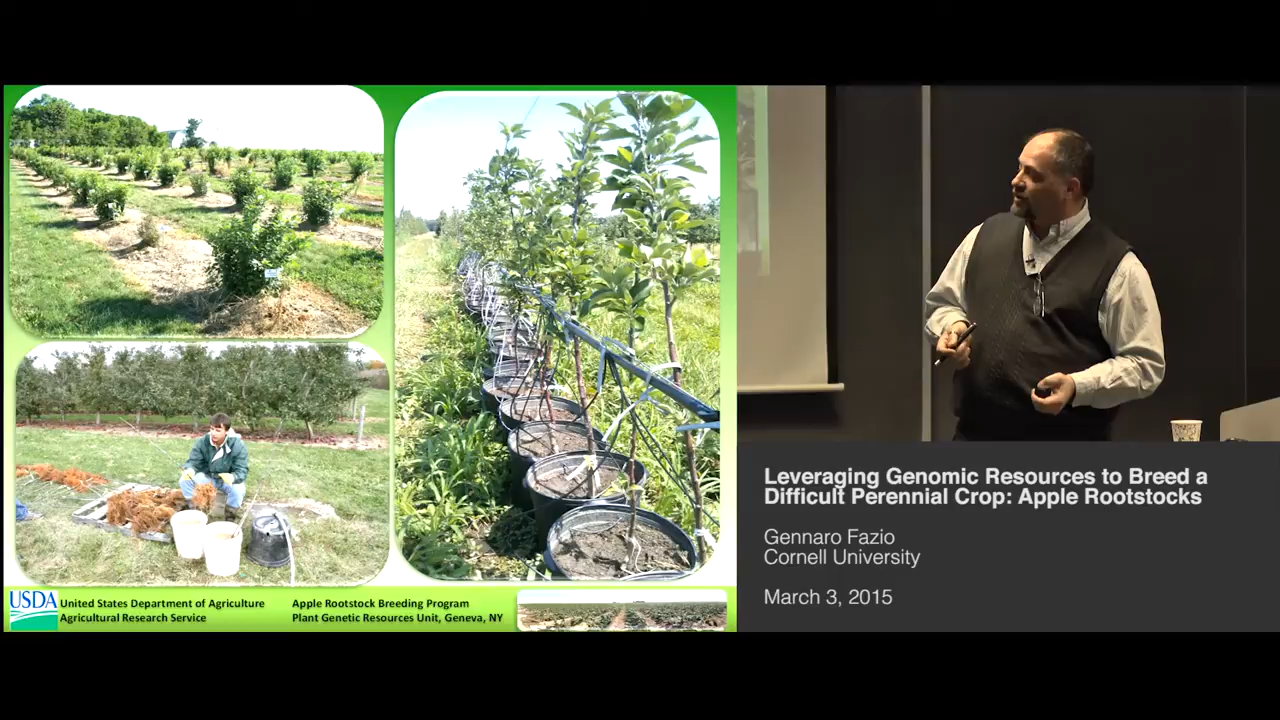 USDA
United States Department of Agriculture
Agricultural Research Service
Apple Rootstock Breeding Program
Plant Genetic Resources Unit, Geneva, NY
Leveraging Genomic Resources to Breed a
Difficult Perennial Crop: Apple Rootstocks
Gennaro Fazio
Cornell University
March 3, 2015